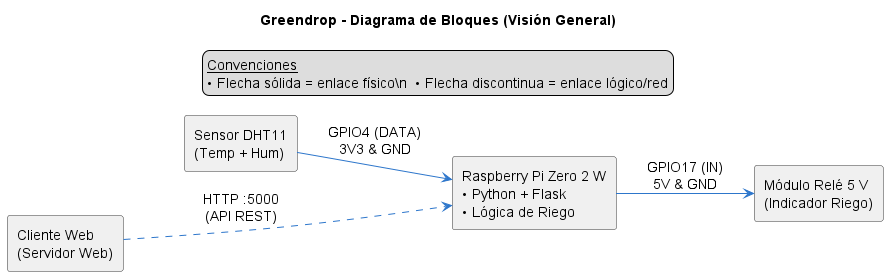 Greendrop - Diagrama de Bloques (Visión General)
Convenciones
• Flecha sólida = enlace físico\n • Flecha discontinua = enlace lógico/red
Sensor DHT11
(Temp + Hum)
GPIO4 (DATA)
3V3 & GND
Raspberry Pi Zero 2 W
• Python + Flask
• Lógica de Riego
GPIO17 (IN)
5V & GND
Módulo Relé 5 V
(Indicador Riego)
HTTP :5000
(API REST)
Cliente Web
(Servidor Web)